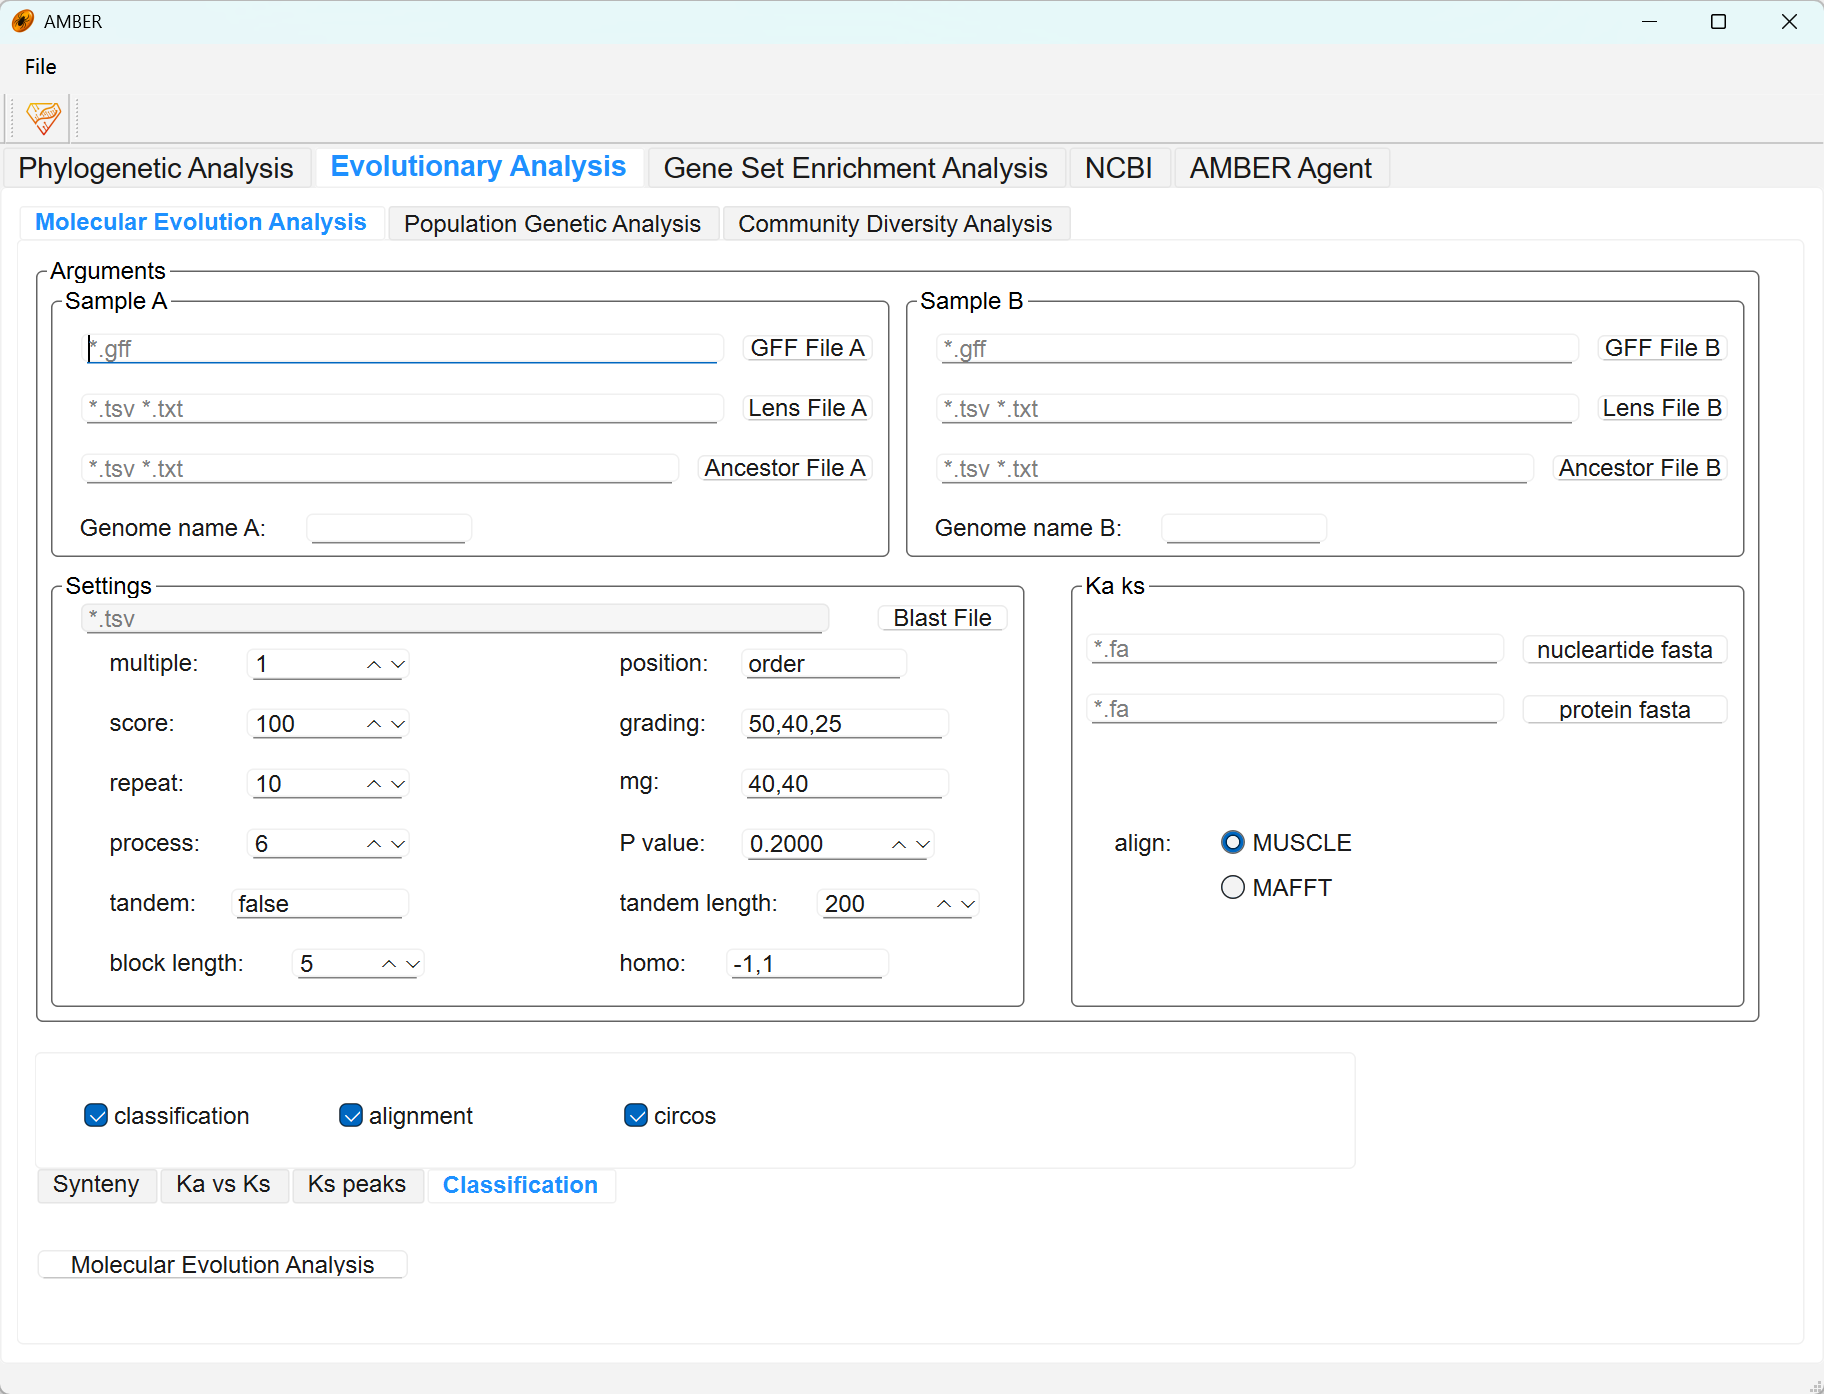 AMBER
File
Phylogenetic Analysis Evolutionary Analysis Gene Set Enrichment Analysis NCBI AMBER Agent
Molecular Evolution Analysis Population Genetic Analysis Community Diversity Analysis
Arguments
Sample A Sample B
*.gff GFF File A *.gff GFF File B
*.tsv *.txt Lens File A *.tsv *.txt Lens File B
*.tsv *.txt Ancestor File A *.tsv *.txt Ancestor File B
Genome name A: Genome name B:
Settings Ka ks
*.tsv Blast File
*.fa nucleartide fasta
multiple: 1 position: order
*.fa protein fasta
score: 100 grading: 50,40,25
repeat: 10 mg: 40,40
process: 6 P value: 0.2000 align: MUSCLE
MAFFT
tandem: false tandem length: 200
block length: 5 homo: -1,1
classification alignment circos
Synteny Ka vs Ks Ks peaks Classification
Molecular Evolution Analysis